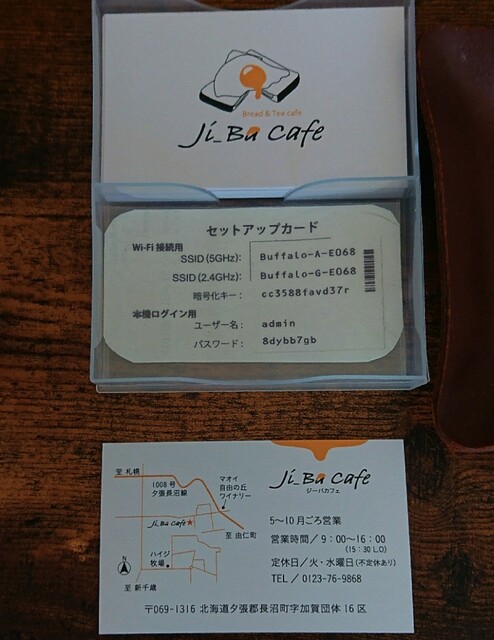 Bread & Tea cafe
Ji_Ba Cafe
セットアップカード
Wi-Fi 接続用
SSID (5GHz): Buffalo-A-E068
SSID (2.4GHz): Buffalo-G-E068
暗号化キー: cc3588favd37r
本機ログイン用
ユーザー名: admin
パスワード: 8dybb7gb
Ji_Ba Cafe
ジーバカフェ
至 札幌
1008 号
夕張長沼線
マオイ
自由の丘
ワイナリー
Ji_Ba Cafe★
至 由仁町
ハイジ
牧場
N
至 新千歳
5〜10月ごろ営業
営業時間/9:00〜16:00
(15:30 L.O)
定休日/火・水曜日(不定休あり)
TEL / 0123-76-9868
〒069-1316 北海道夕張郡長沼町字加賀団体16区